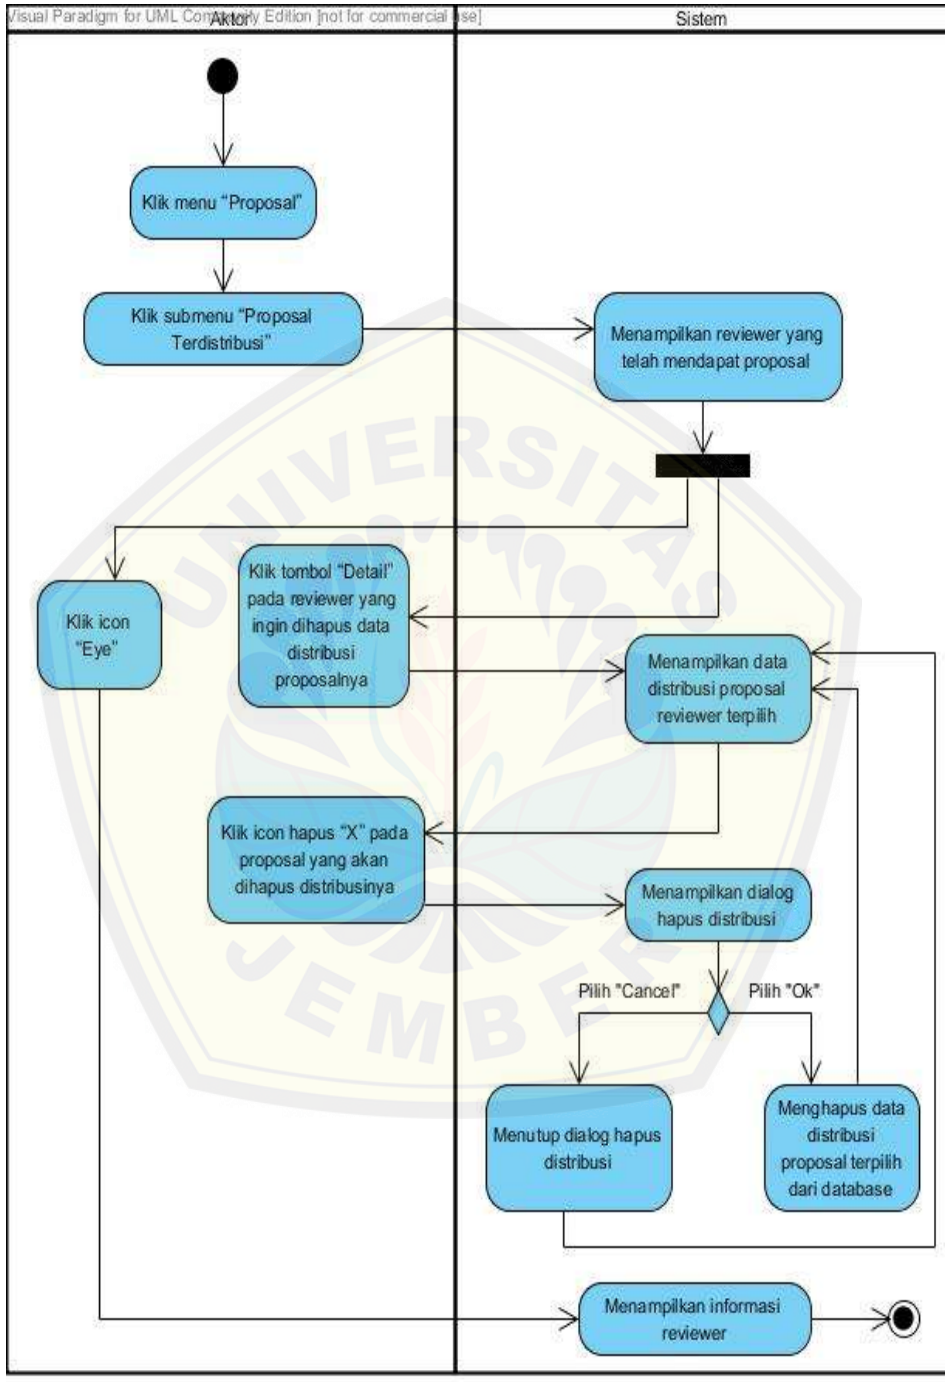 Visual Paradigm for UML Community Edition [not for commercial use]
Aktor
Sistem
Klik menu “Proposal”
Klik submenu “Proposal
Terdistribusi”
Menampilkan reviewer yang
telah mendapat proposal
Klik icon
“Eye”
Klik tombol “Detail”
pada reviewer yang
ingin dihapus data
distribusi
proposalnya
Menampilkan data
distribusi proposal
reviewer terpilih
Klik icon hapus “X” pada
proposal yang akan
dihapus distribusinya
Menampilkan dialog
hapus distribusi
Pilih "Cancel"
Pilih "Ok"
Menutup dialog hapus
distribusi
Menghapus data
distribusi
proposal terpilih
dari database
Menampilkan informasi
reviewer
UNIVERSITAS
JEMBER